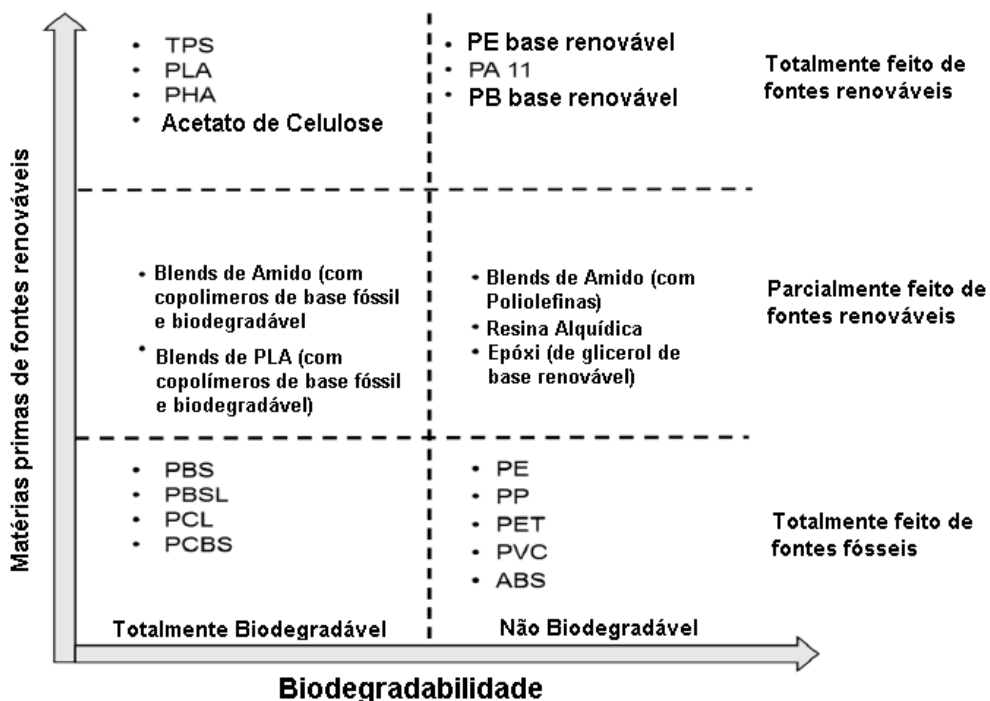 Matérias primas de fontes renováveis
• TPS
• PLA
• PHA
• Acetato de Celulose
• PE base renovável
• PA 11
• PB base renovável
Totalmente feito de
fontes renováveis
• Blends de Amido (com
copolimeros de base fóssil
e biodegradável
• Blends de PLA (com
copolímeros de base fóssil
e biodegradável)
• Blends de Amido (com
Poliolefinas)
• Resina Alquídica
• Epóxi (de glicerol de
base renovável)
Parcialmente feito de
fontes renováveis
• PBS
• PBSL
• PCL
• PCBS
• PE
• PP
• PET
• PVC
• ABS
Totalmente feito de
fontes fósseis
Totalmente Biodegradável
Não Biodegradável
Biodegradabilidade